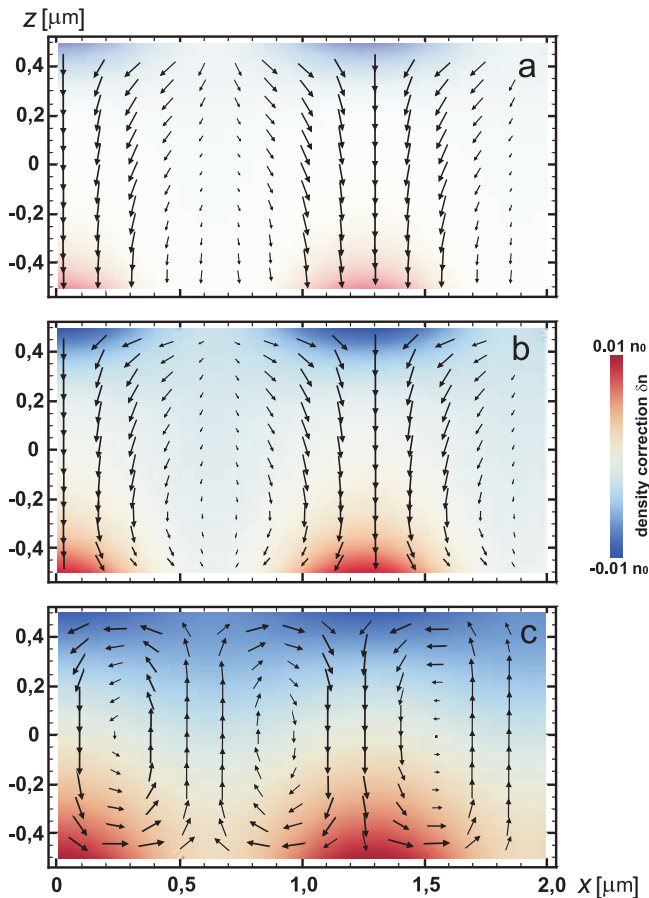 z [μm]
a
0,4
0,2
0
-0,2
-0,4
b
0,4
0,2
0
-0,2
-0,4
0.01 n₀
density correction δn
-0.01 n₀
c
0,4
0,2
0
-0,2
-0,4
0
0,5
1,0
1,5
2,0
x [μm]